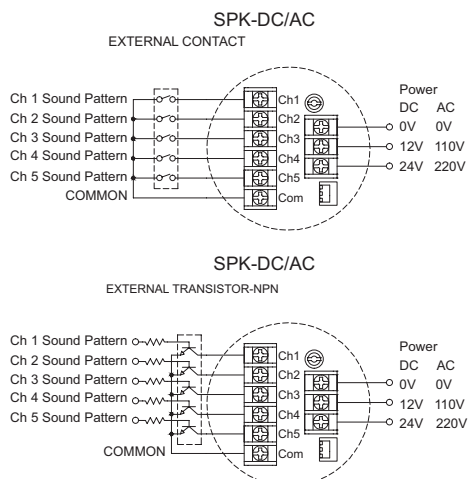 SPK-DC/AC
EXTERNAL CONTACT
Ch 1 Sound Pattern
Ch 2 Sound Pattern
Ch 3 Sound Pattern
Ch 4 Sound Pattern
Ch 5 Sound Pattern
COMMON
Ch1
Ch2
Ch3
Ch4
Ch5
Com
Power
DC AC
0V 0V
12V 110V
24V 220V
SPK-DC/AC
EXTERNAL TRANSISTOR-NPN
Ch 1 Sound Pattern
Ch 2 Sound Pattern
Ch 3 Sound Pattern
Ch 4 Sound Pattern
Ch 5 Sound Pattern
COMMON
Ch1
Ch2
Ch3
Ch4
Ch5
Com
Power
DC AC
0V 0V
12V 110V
24V 220V